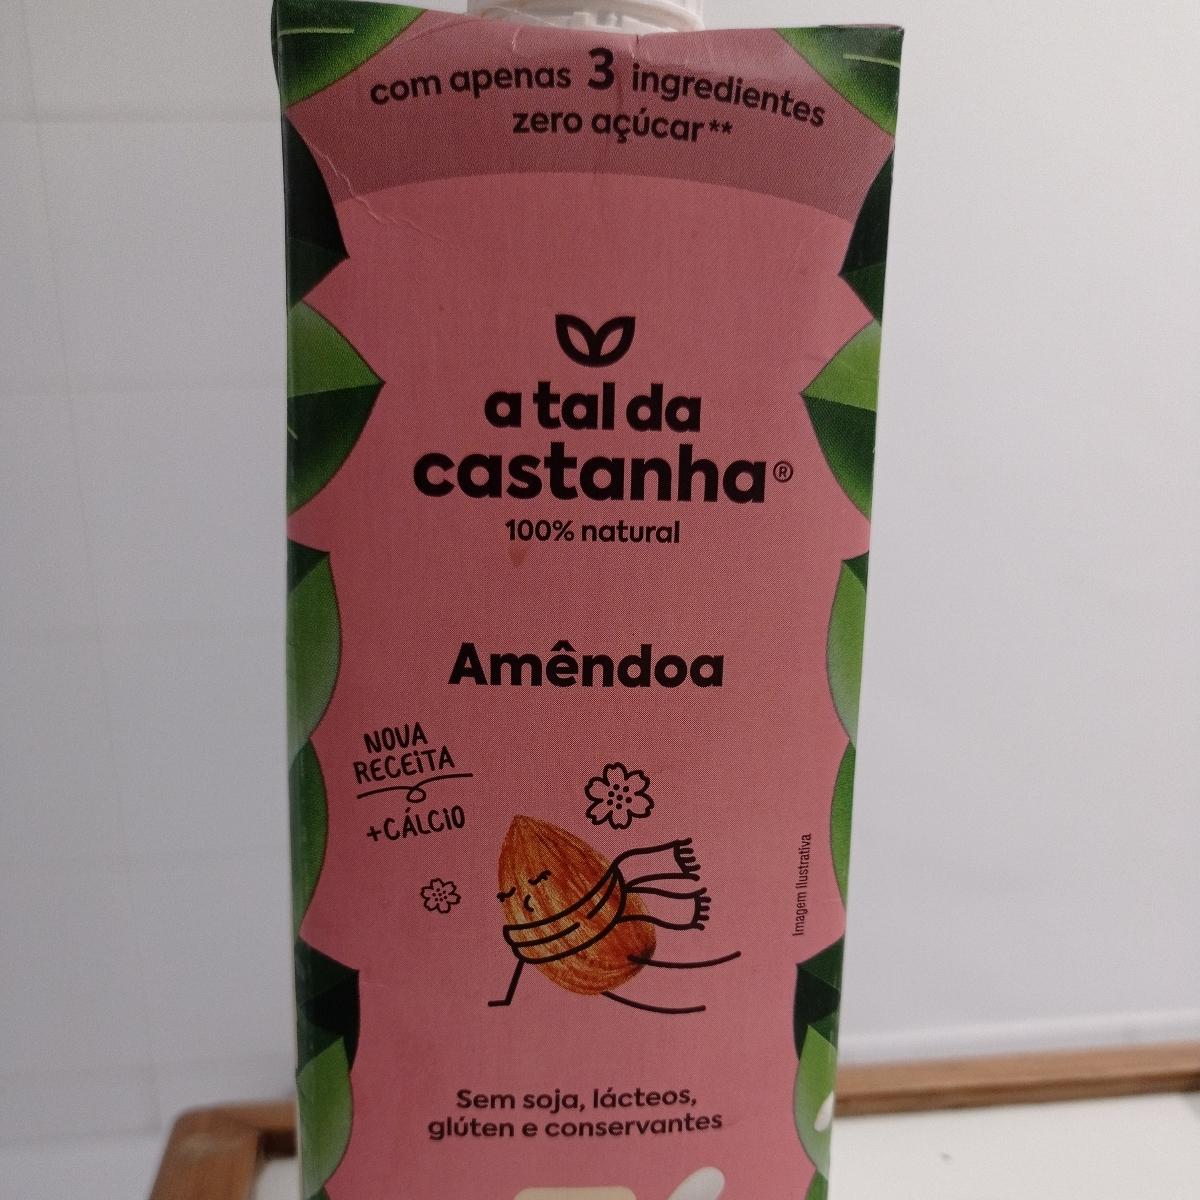 com apenas 3 ingredientes
zero açúcar**
a tal da
castanha®
100% natural
Amêndoa
NOVA
RECEITA
+CÁLCIO
Imagem ilustrativa
Sem soja, lácteos,
glúten e conservantes